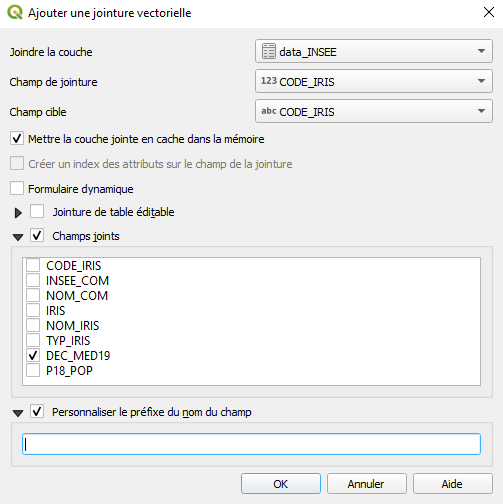 Ajouter une jointure vectorielle
Joindre la couche
data_INSEE
Champ de jointure
123 CODE_IRIS
Champ cible
abc CODE_IRIS
Mettre la couche jointe en cache dans la mémoire
Créer un index des attributs sur le champ de la jointure
Formulaire dynamique
Jointure de table éditable
Champs joints
CODE_IRIS
INSEE_COM
NOM_COM
IRIS
NOM_IRIS
TYP_IRIS
DEC_MED19
P18_POP
Personnaliser le préfixe du nom du champ
OK Annuler Aide